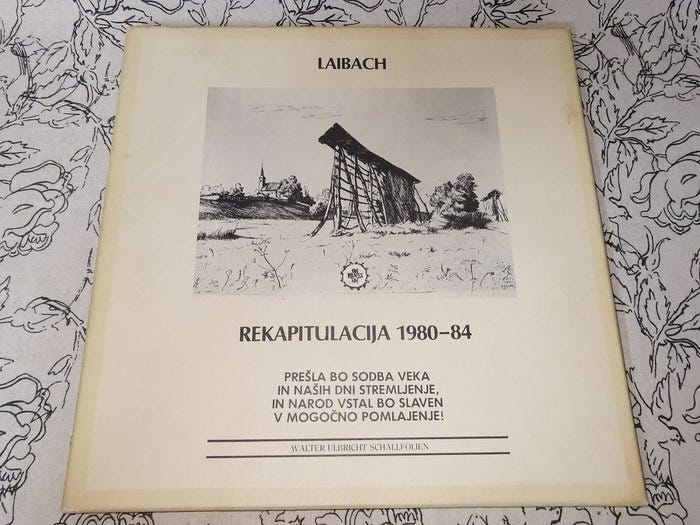 LAIBACH
REKAPITULACIJA 1980–84
PREŠLA BO SODBA VEKA
IN NAŠIH DNI STREMLJENJE,
IN NAROD VSTAL BO SLAVEN
V MOGOČNO POMLAJENJE!
WALTER ULBRICHT SCHALLFOLIEN